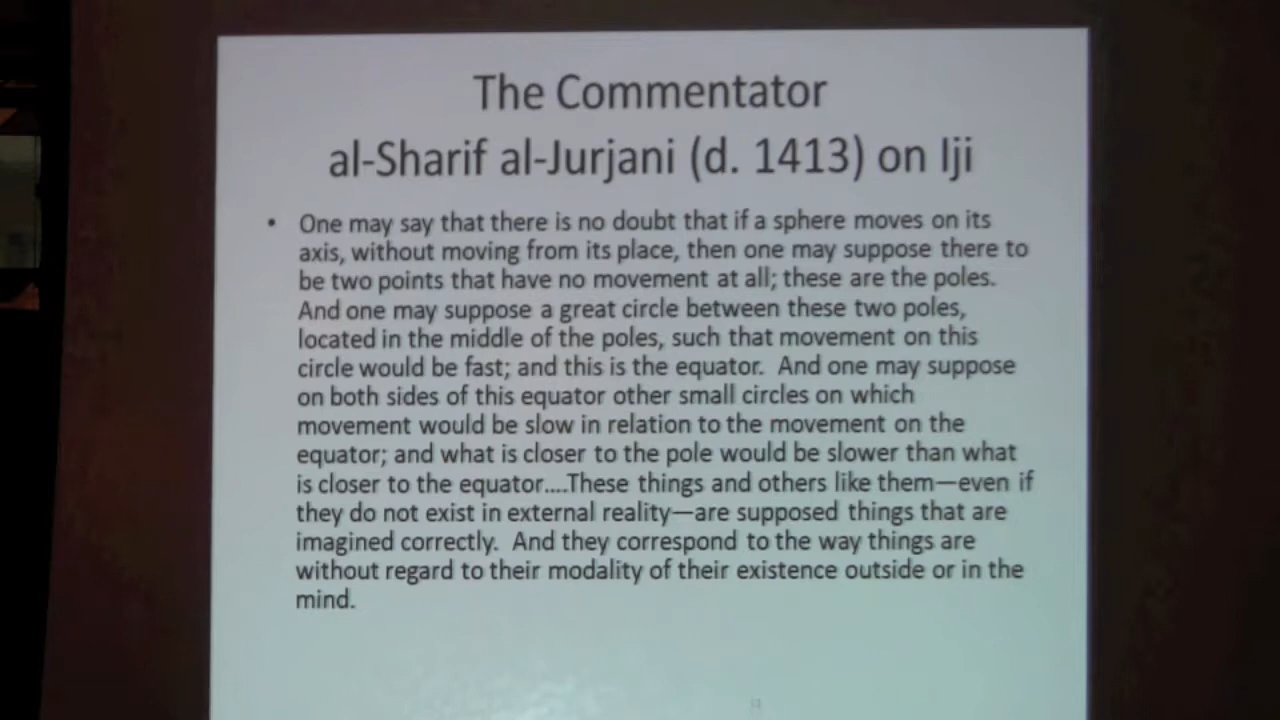 The Commentator
al-Sharif al-Jurjani (d. 1413) on Iji
• One may say that there is no doubt that if a sphere moves on its
axis, without moving from its place, then one may suppose there to
be two points that have no movement at all; these are the poles.
And one may suppose a great circle between these two poles,
located in the middle of the poles, such that movement on this
circle would be fast; and this is the equator. And one may suppose
on both sides of this equator other small circles on which
movement would be slow in relation to the movement on the
equator; and what is closer to the pole would be slower than what
is closer to the equator....These things and others like them—even if
they do not exist in external reality—are supposed things that are
imagined correctly. And they correspond to the way things are
without regard to their modality of their existence outside or in the
mind.